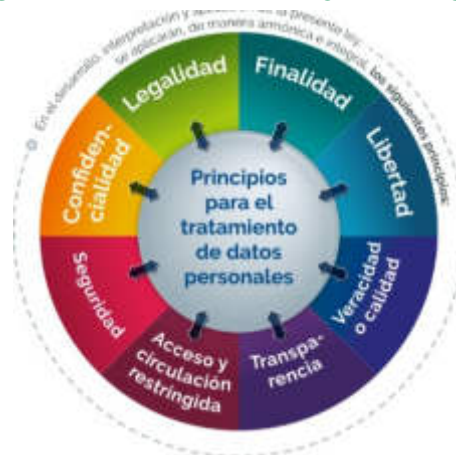 En el desarrollo, interpretación y de la presente ley,
se aplicarán, de manera armónica e integral, los siguientes principios:
Legalidad
Finalidad
Libertad
Veracidad
o calidad
Transpa-
rencia
Acceso y
circulación
restringida
Seguridad
Confiden-
cialidad
Principios
para el
tratamiento
de datos
personales